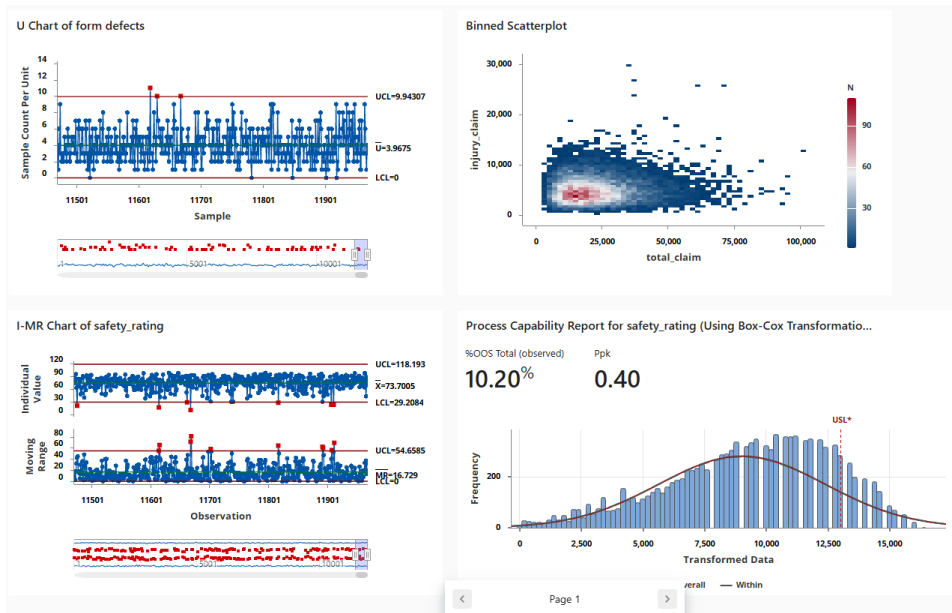 U Chart of form defects
Sample Count Per Unit
14
12
10
8
6
4
2
0
UCL=9.94307
U=3.9675
LCL=0
11501
11601
11701
11801
11901
Sample
1
5001
10001
Binned Scatterplot
injury_claim
30,000
20,000
10,000
0
0
25,000
50,000
75,000
100,000
total_claim
N
90
60
30
I-MR Chart of safety_rating
Individual
Value
120
90
60
30
0
UCL=118.193
X=73.7005
LCL=29.2084
Moving
Range
80
60
40
20
0
UCL=54.6585
MR=16.729
LCL=0
11501
11601
11701
11801
11901
Observation
1
5001
10001
Process Capability Report for safety_rating (Using Box-Cox Transformatio...
%OOS Total (observed)
Ppk
10.20%
0.40
USL*
Frequency
200
0
0
2,500
5,000
7,500
10,000
12,500
15,000
Transformed Data
verall
Within
Page 1